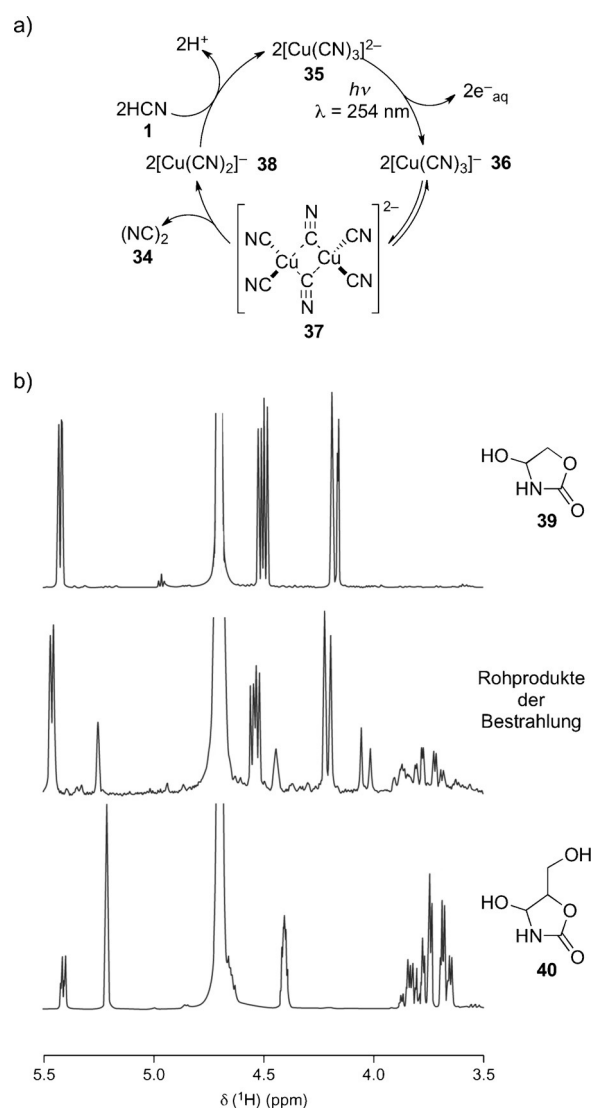 a)
2H⁺
2[Cu(CN)₃]²⁻
35
2HCN
1
hν
λ = 254 nm
2e⁻aq
2[Cu(CN)₂]⁻ 38
2[Cu(CN)₃]⁻ 36
(NC)₂
34
2–
N
NC C CN
Cu Cu
NC C CN
N
37
b)
HO
O
HN
O
39
Rohprodukte
der
Bestrahlung
OH
HO
O
HN
O
40
5.5 5.0 4.5 4.0 3.5
δ (¹H) (ppm)